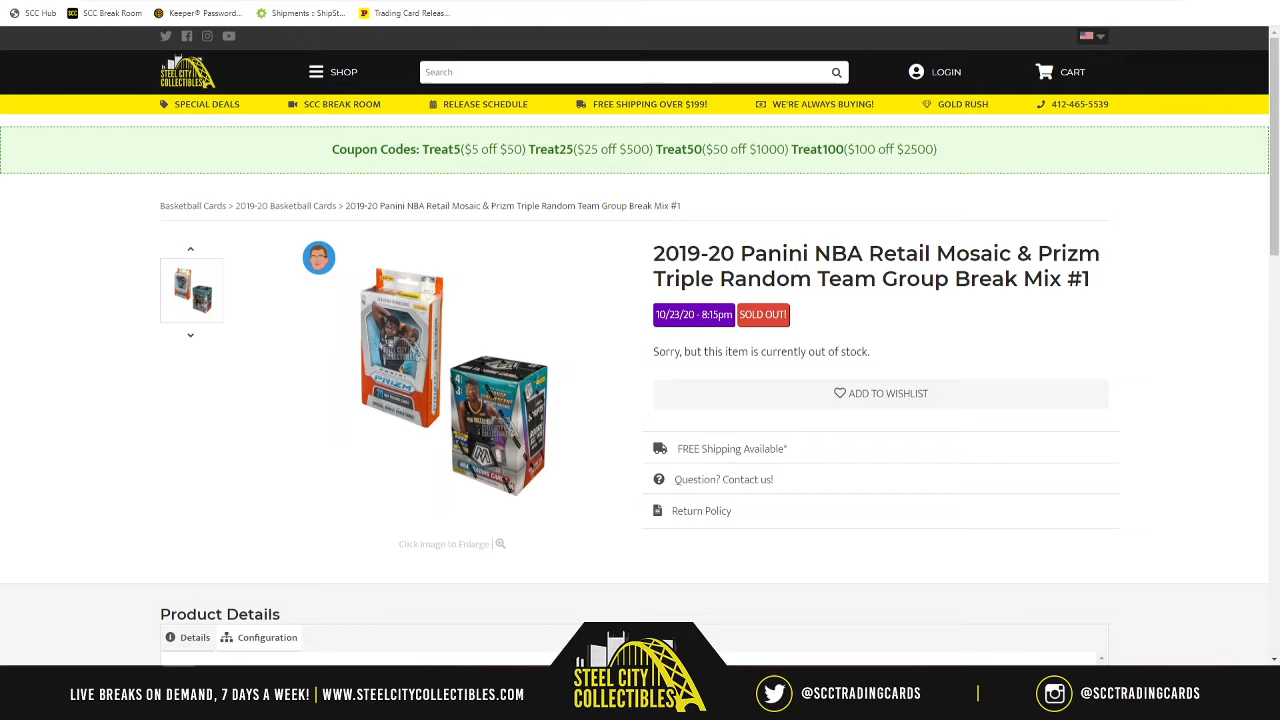 SCC Hub SCC Break Room Keeper® Password... Shipments :: ShipSt... Trading Card Releas...
STEEL CITY
COLLECTIBLES
SHOP
Search
LOGIN
CART
SPECIAL DEALS SCC BREAK ROOM RELEASE SCHEDULE FREE SHIPPING OVER $199! WE'RE ALWAYS BUYING! GOLD RUSH 412-465-5539
Coupon Codes: Treat5($5 off $50) Treat25($25 off $500) Treat50($50 off $1000) Treat100($100 off $2500)
Basketball Cards > 2019-20 Basketball Cards > 2019-20 Panini NBA Retail Mosaic & Prizm Triple Random Team Group Break Mix #1
2019-20 Panini NBA Retail Mosaic & Prizm
Triple Random Team Group Break Mix #1
10/23/20 - 8:15pm SOLD OUT!
Sorry, but this item is currently out of stock.
ADD TO WISHLIST
FREE Shipping Available*
Question? Contact us!
Return Policy
PRIZM
Click Image to Enlarge |
Product Details
Details Configuration
LIVE BREAKS ON DEMAND, 7 DAYS A WEEK! | WWW.STEELCITYCOLLECTIBLES.COM
STEEL CITY
COLLECTIBLES
@SCCTRADINGCARDS | @SCCTRADINGCARDS